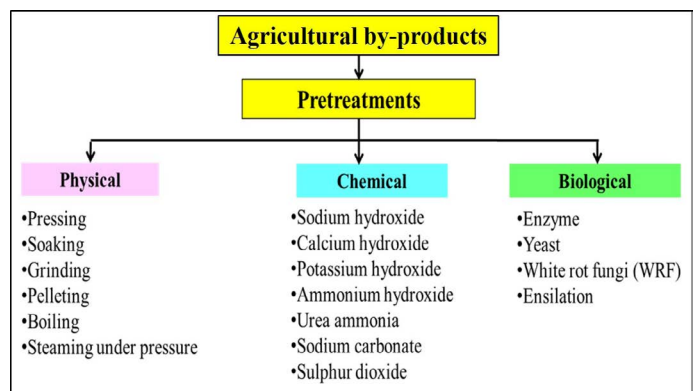 Agricultural by-products
Pretreatments
Physical
•Pressing
•Soaking
•Grinding
•Pelleting
•Boiling
•Steaming under pressure
Chemical
•Sodium hydroxide
•Calcium hydroxide
•Potassium hydroxide
•Ammonium hydroxide
•Urea ammonia
•Sodium carbonate
•Sulphur dioxide
Biological
•Enzyme
•Yeast
•White rot fungi (WRF)
•Ensilation